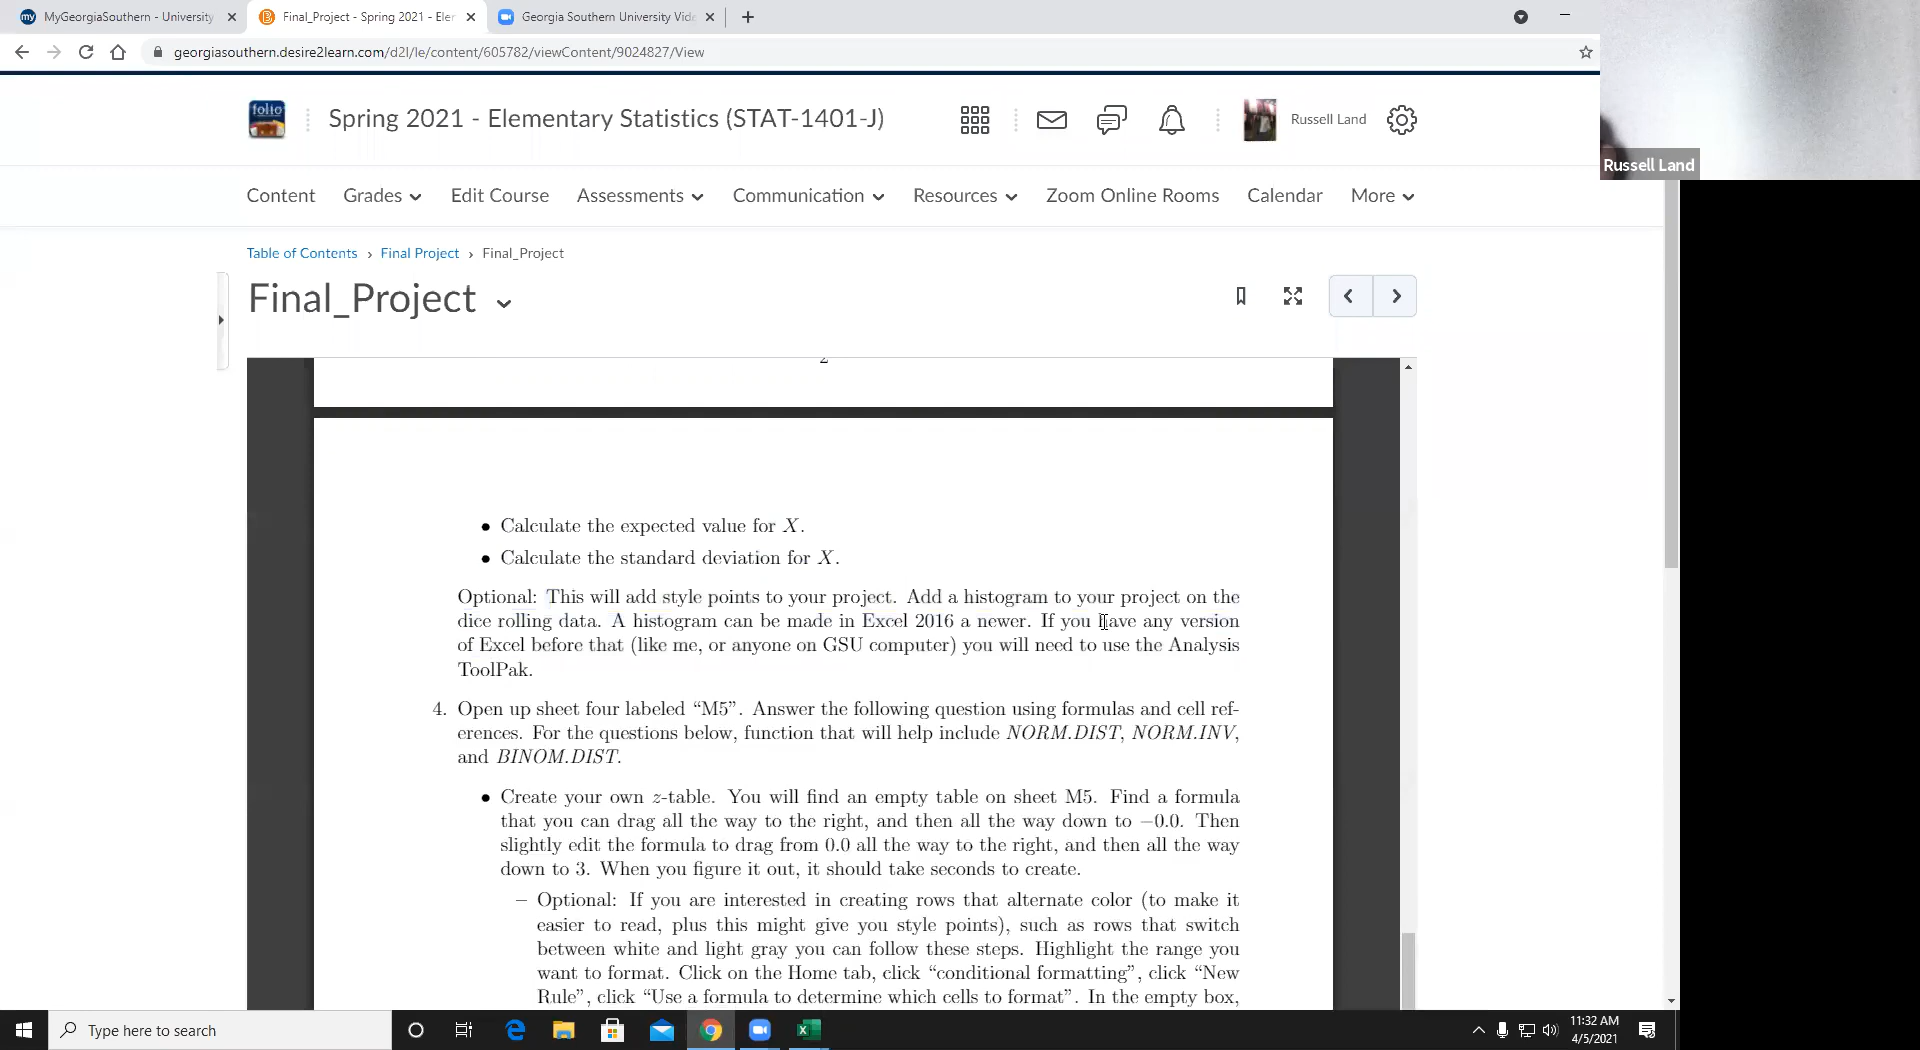 MyGeorgiaSouthern - University
Final_Project - Spring 2021 - Eler
Georgia Southern University Vide
georgiasouthern.desire2learn.com/d2l/le/content/605782/viewContent/9024827/View
folio
Spring 2021 - Elementary Statistics (STAT-1401-J)
Russell Land
Russell Land
Content Grades Edit Course Assessments Communication Resources Zoom Online Rooms Calendar More
Table of Contents › Final Project › Final_Project
Final_Project
2
• Calculate the expected value for X.
• Calculate the standard deviation for X.
Optional: This will add style points to your project. Add a histogram to your project on the
dice rolling data. A histogram can be made in Excel 2016 a newer. If you have any version
of Excel before that (like me, or anyone on GSU computer) you will need to use the Analysis
ToolPak.
4. Open up sheet four labeled “M5”. Answer the following question using formulas and cell ref-
erences. For the questions below, function that will help include NORM.DIST, NORM.INV,
and BINOM.DIST.
• Create your own z-table. You will find an empty table on sheet M5. Find a formula
that you can drag all the way to the right, and then all the way down to −0.0. Then
slightly edit the formula to drag from 0.0 all the way to the right, and then all the way
down to 3. When you figure it out, it should take seconds to create.
– Optional: If you are interested in creating rows that alternate color (to make it
easier to read, plus this might give you style points), such as rows that switch
between white and light gray you can follow these steps. Highlight the range you
want to format. Click on the Home tab, click “conditional formatting”, click “New
Rule”, click “Use a formula to determine which cells to format”. In the empty box,
Type here to search
11:32 AM
4/5/2021